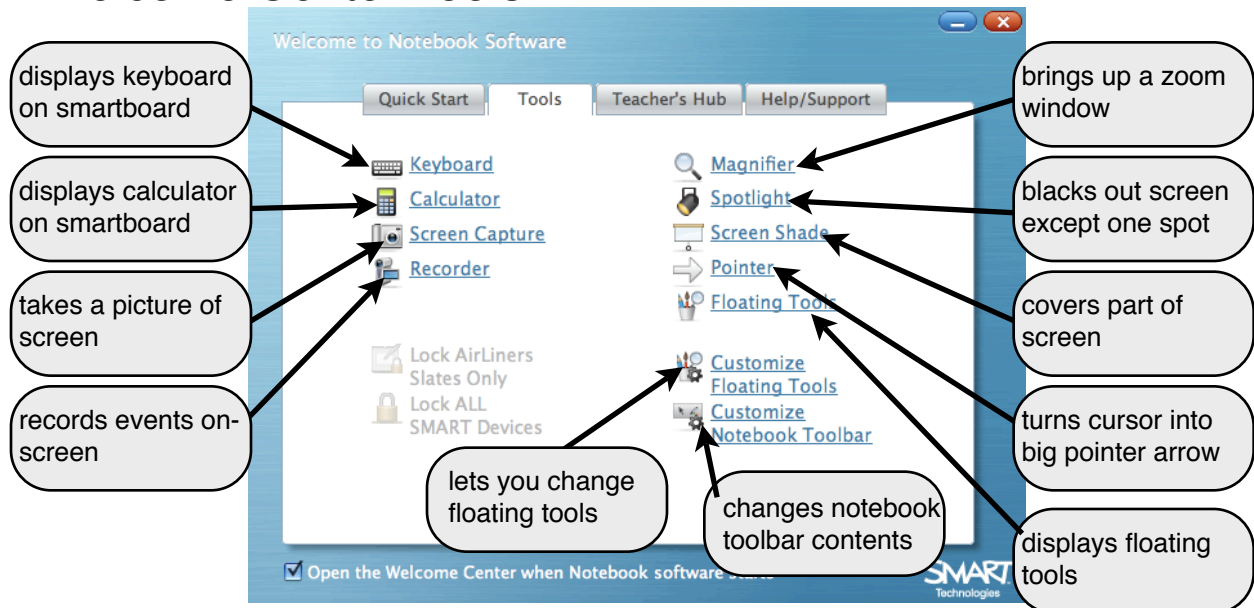 Welcome to Notebook Software
Quick Start
Tools
Teacher's Hub
Help/Support
displays keyboard
on smartboard
displays calculator
on smartboard
takes a picture of
screen
records events on-
screen
Keyboard
Calculator
Screen Capture
Recorder
Lock AirLiners
Slates Only
Lock ALL
SMART Devices
Magnifier
Spotlight
Screen Shade
Pointer
Floating Tools
Customize
Floating Tools
Customize
Notebook Toolbar
brings up a zoom
window
blacks out screen
except one spot
covers part of
screen
turns cursor into
big pointer arrow
displays floating
tools
lets you change
floating tools
changes notebook
toolbar contents
Open the Welcome Center when Notebook software
SMART
Technologies